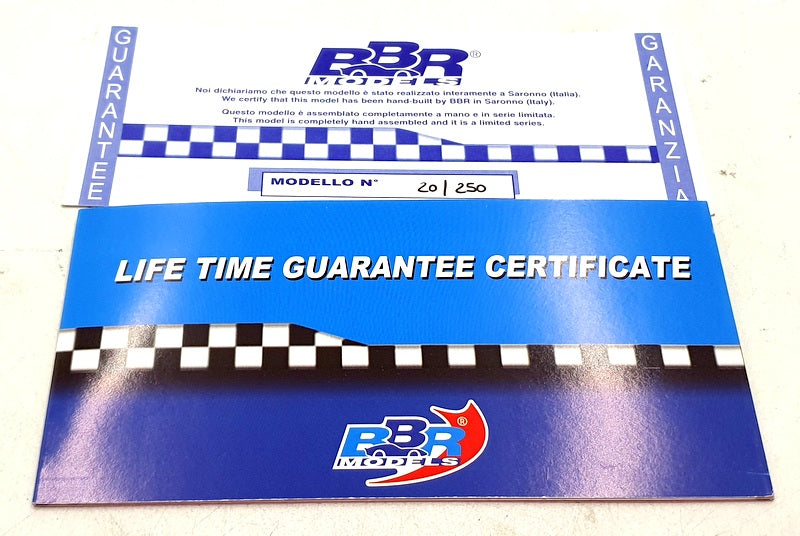 GUARANTEE
BBR®
MODELS
Noi dichiariamo che questo modello è stato realizzato interamente a Saronno (Italia).
We certify that this model has been hand-built by BBR in Saronno (Italy).
Questo modello è assemblato completamente a mano e in serie limitata.
This model is completely hand assembled and it is a limited series.
MODELLO N° 20/250
GARANZIA
LIFE TIME GUARANTEE CERTIFICATE
BBR®
MODELS